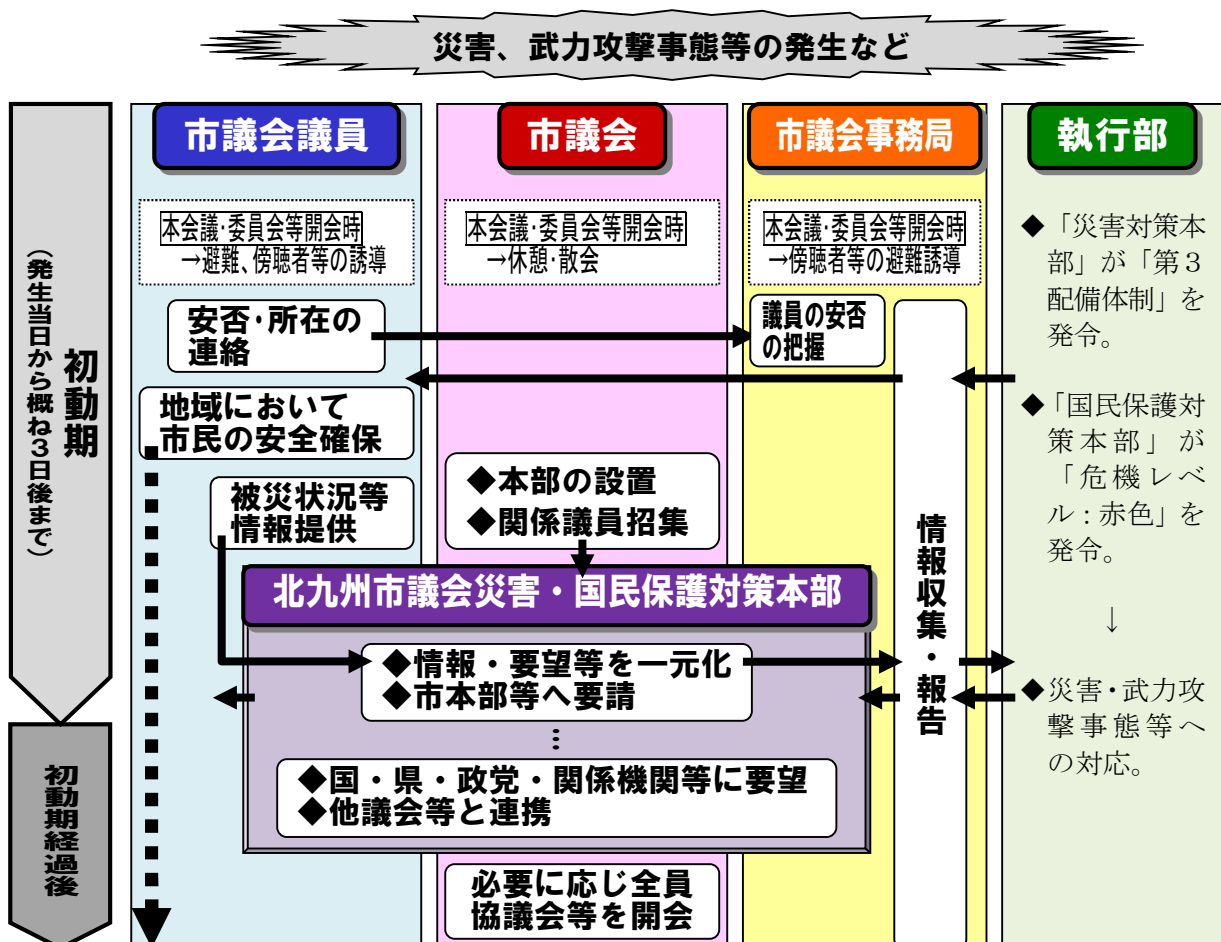 災害、武力攻撃事態等の発生など
初動期
（発生当日から概ね３日後まで）
初動期経過後
市議会議員
本会議・委員会等開会時
→避難、傍聴者等の誘導
安否・所在の
連絡
地域において
市民の安全確保
被災状況等
情報提供
市議会
本会議・委員会等開会時
→休憩・散会
◆本部の設置
◆関係議員招集
北九州市議会災害・国民保護対策本部
◆情報・要望等を一元化
◆市本部等へ要請
⋮
◆国・県・政党・関係機関等に要望
◆他議会等と連携
必要に応じ全員
協議会等を開会
市議会事務局
本会議・委員会等開会時
→傍聴者等の避難誘導
議員の安否
の把握
情報収集・報告
執行部
◆「災害対策本
部」が「第３
配備体制」を
発令。
◆「国民保護対
策本部」が
「危機レベ
ル：赤色」を
発令。
↓
◆災害・武力攻
撃事態等へ
の対応。